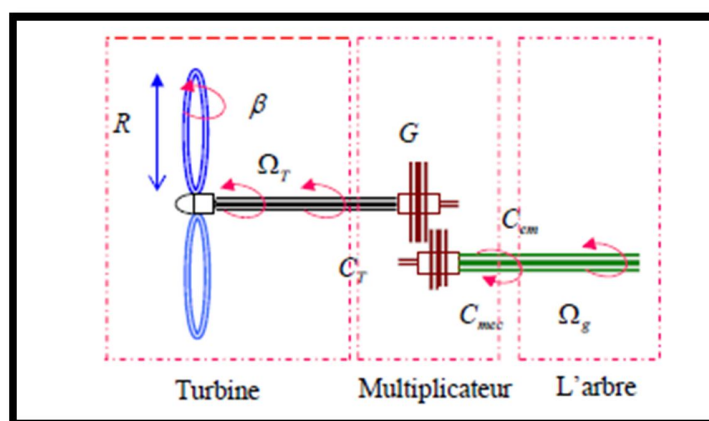 R
β
G
Ω_T
C_em
C_T
C_mec
Ω_g
Turbine
Multiplicateur
L'arbre